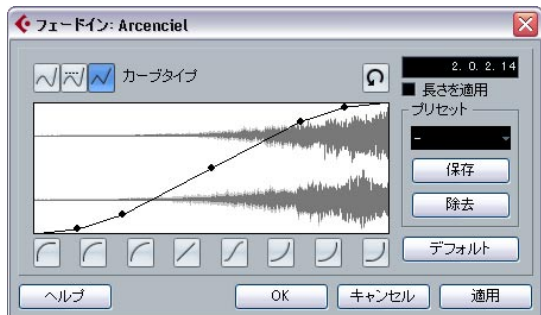 フェードイン: Arcenciel
カーブタイプ
2. 0. 2. 14
長さを適用
プリセット
-
保存
除去
デフォルト
ヘルプ
OK
キャンセル
適用